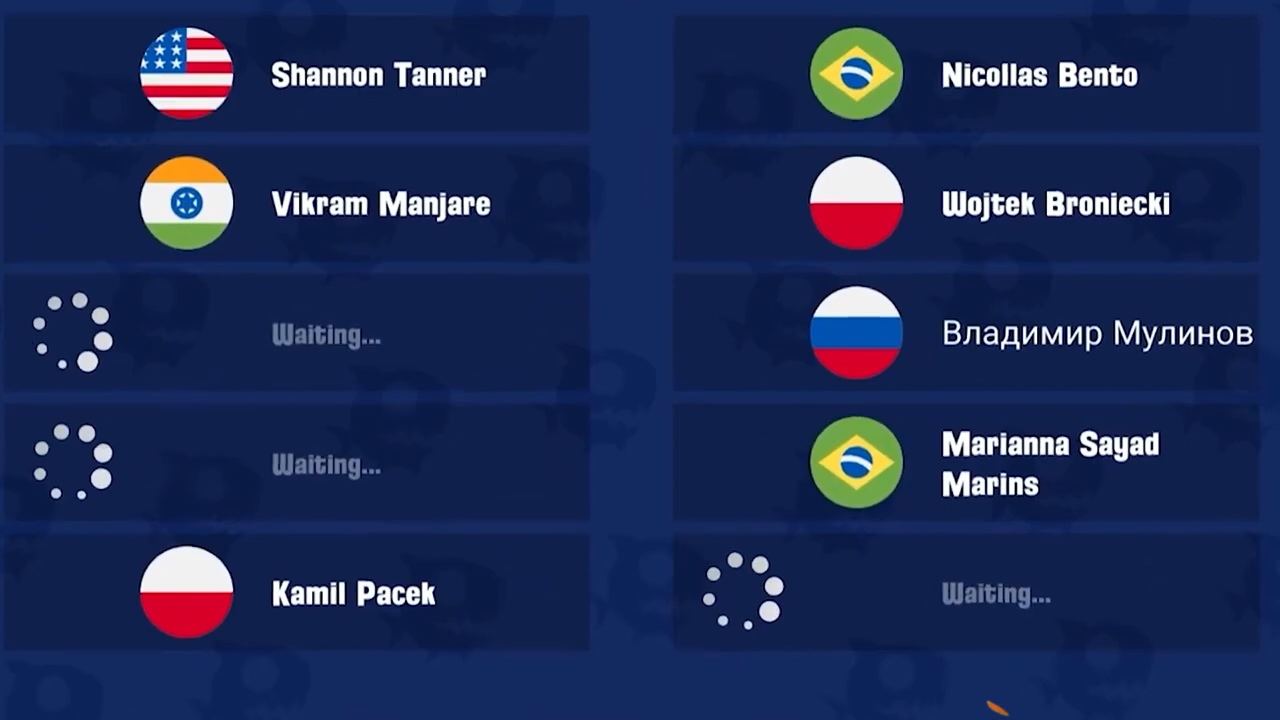 Shannon Tanner
Vikram Manjare
Waiting...
Waiting...
Kamil Pacek
Nicollas Bento
Wojtek Broniecki
Владимир Мулинов
Marianna Sayad
Marins
Waiting...